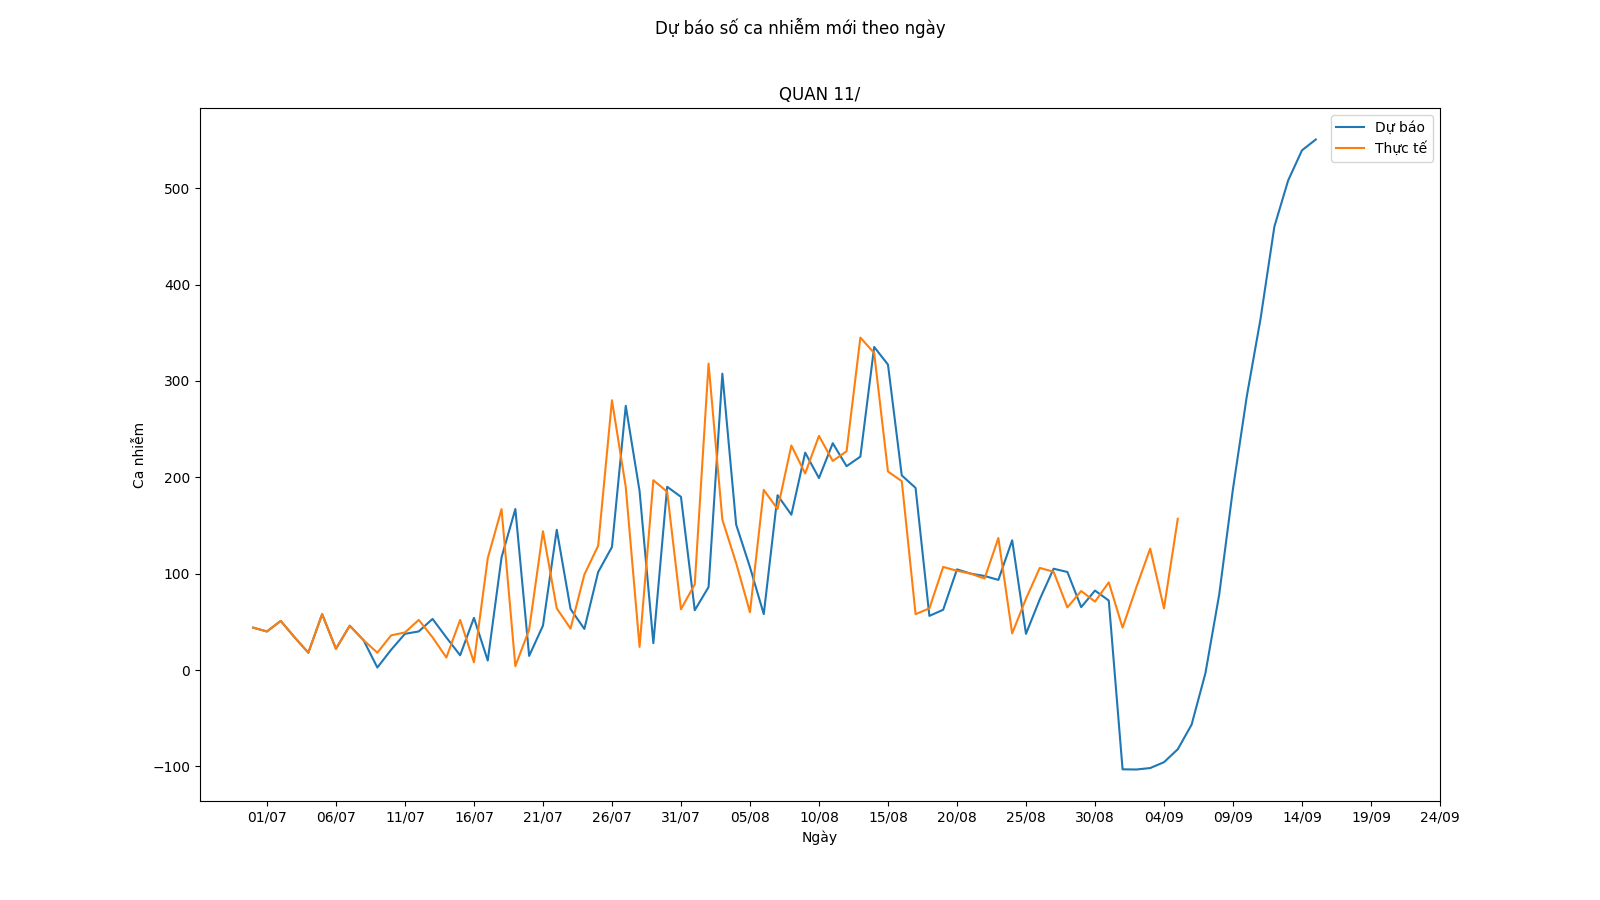 Dự báo số ca nhiễm mới theo ngày
QUAN 11/
Dự báo
Thực tế
500
400
300
200
100
0
−100
Ca nhiễm
01/07 06/07 11/07 16/07 21/07 26/07 31/07 05/08 10/08 15/08 20/08 25/08 30/08 04/09 09/09 14/09 19/09 24/09
Ngày